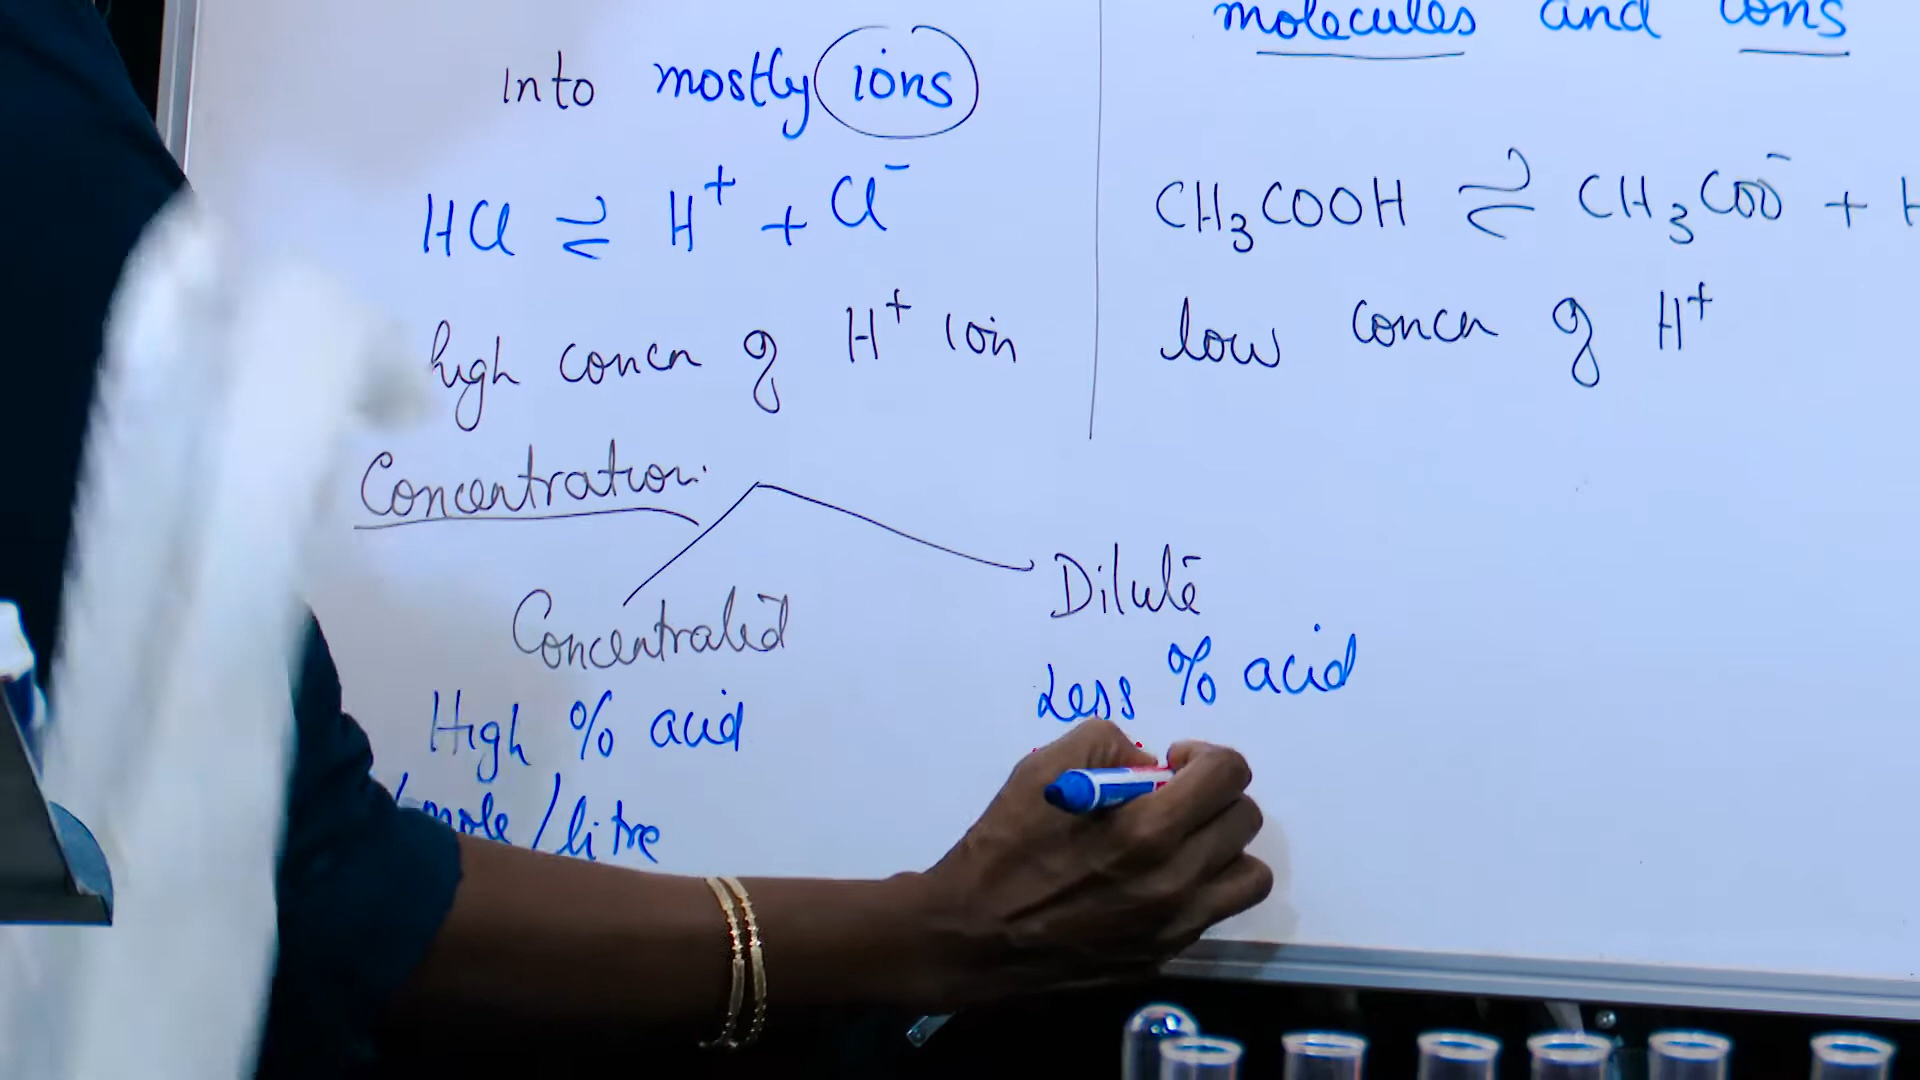 into mostly ions
HCl ⇌ H⁺ + Cl⁻
high concn of H⁺ ion
molecules and ions
CH₃COOH ⇌ CH₃COO⁻ + H
low concn of H⁺
Concentration
Concentrated
High % acid
mole/litre
Dilute
Less % acid